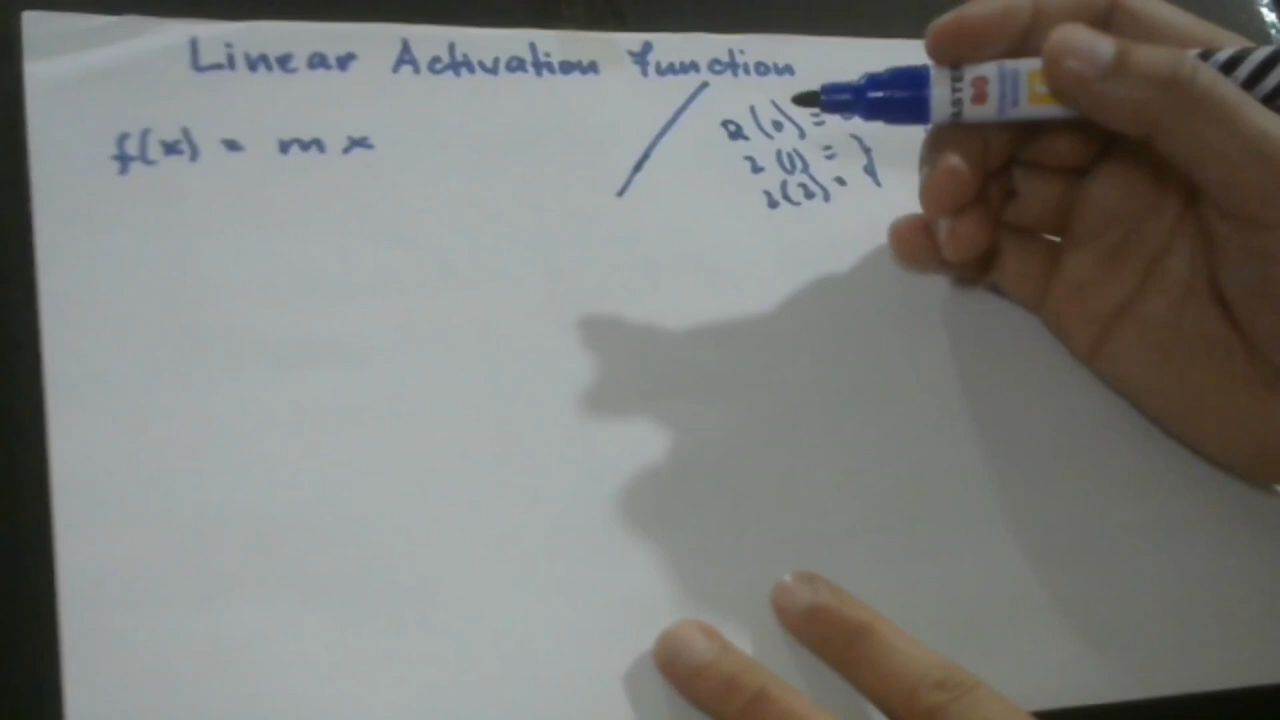 Linear Activation Function
f(x) = mx
2(0) =
2(1) =
2(2) =